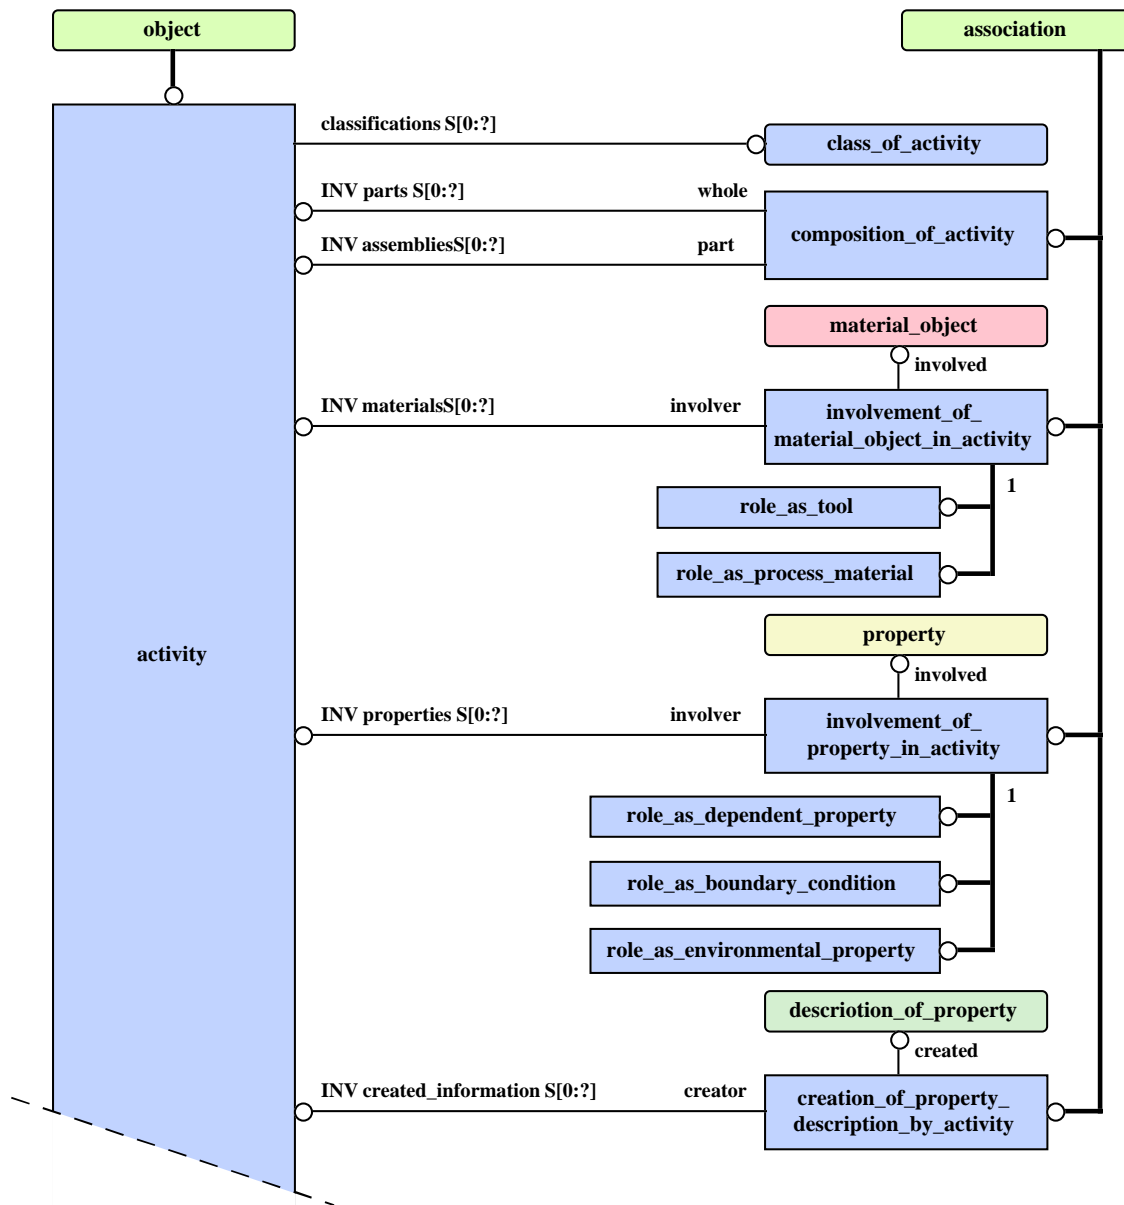 object
association
classifications S[0:?]
class_of_activity
INV parts S[0:?]
whole
composition_of_activity
INV assembliesS[0:?]
part
material_object
involved
INV materialsS[0:?]
involver
involvement_of_
material_object_in_activity
1
role_as_tool
role_as_process_material
activity
property
involved
INV properties S[0:?]
involver
involvement_of_
property_in_activity
1
role_as_dependent_property
role_as_boundary_condition
role_as_environmental_property
descriotion_of_property
created
INV created_information S[0:?]
creator
creation_of_property_
description_by_activity